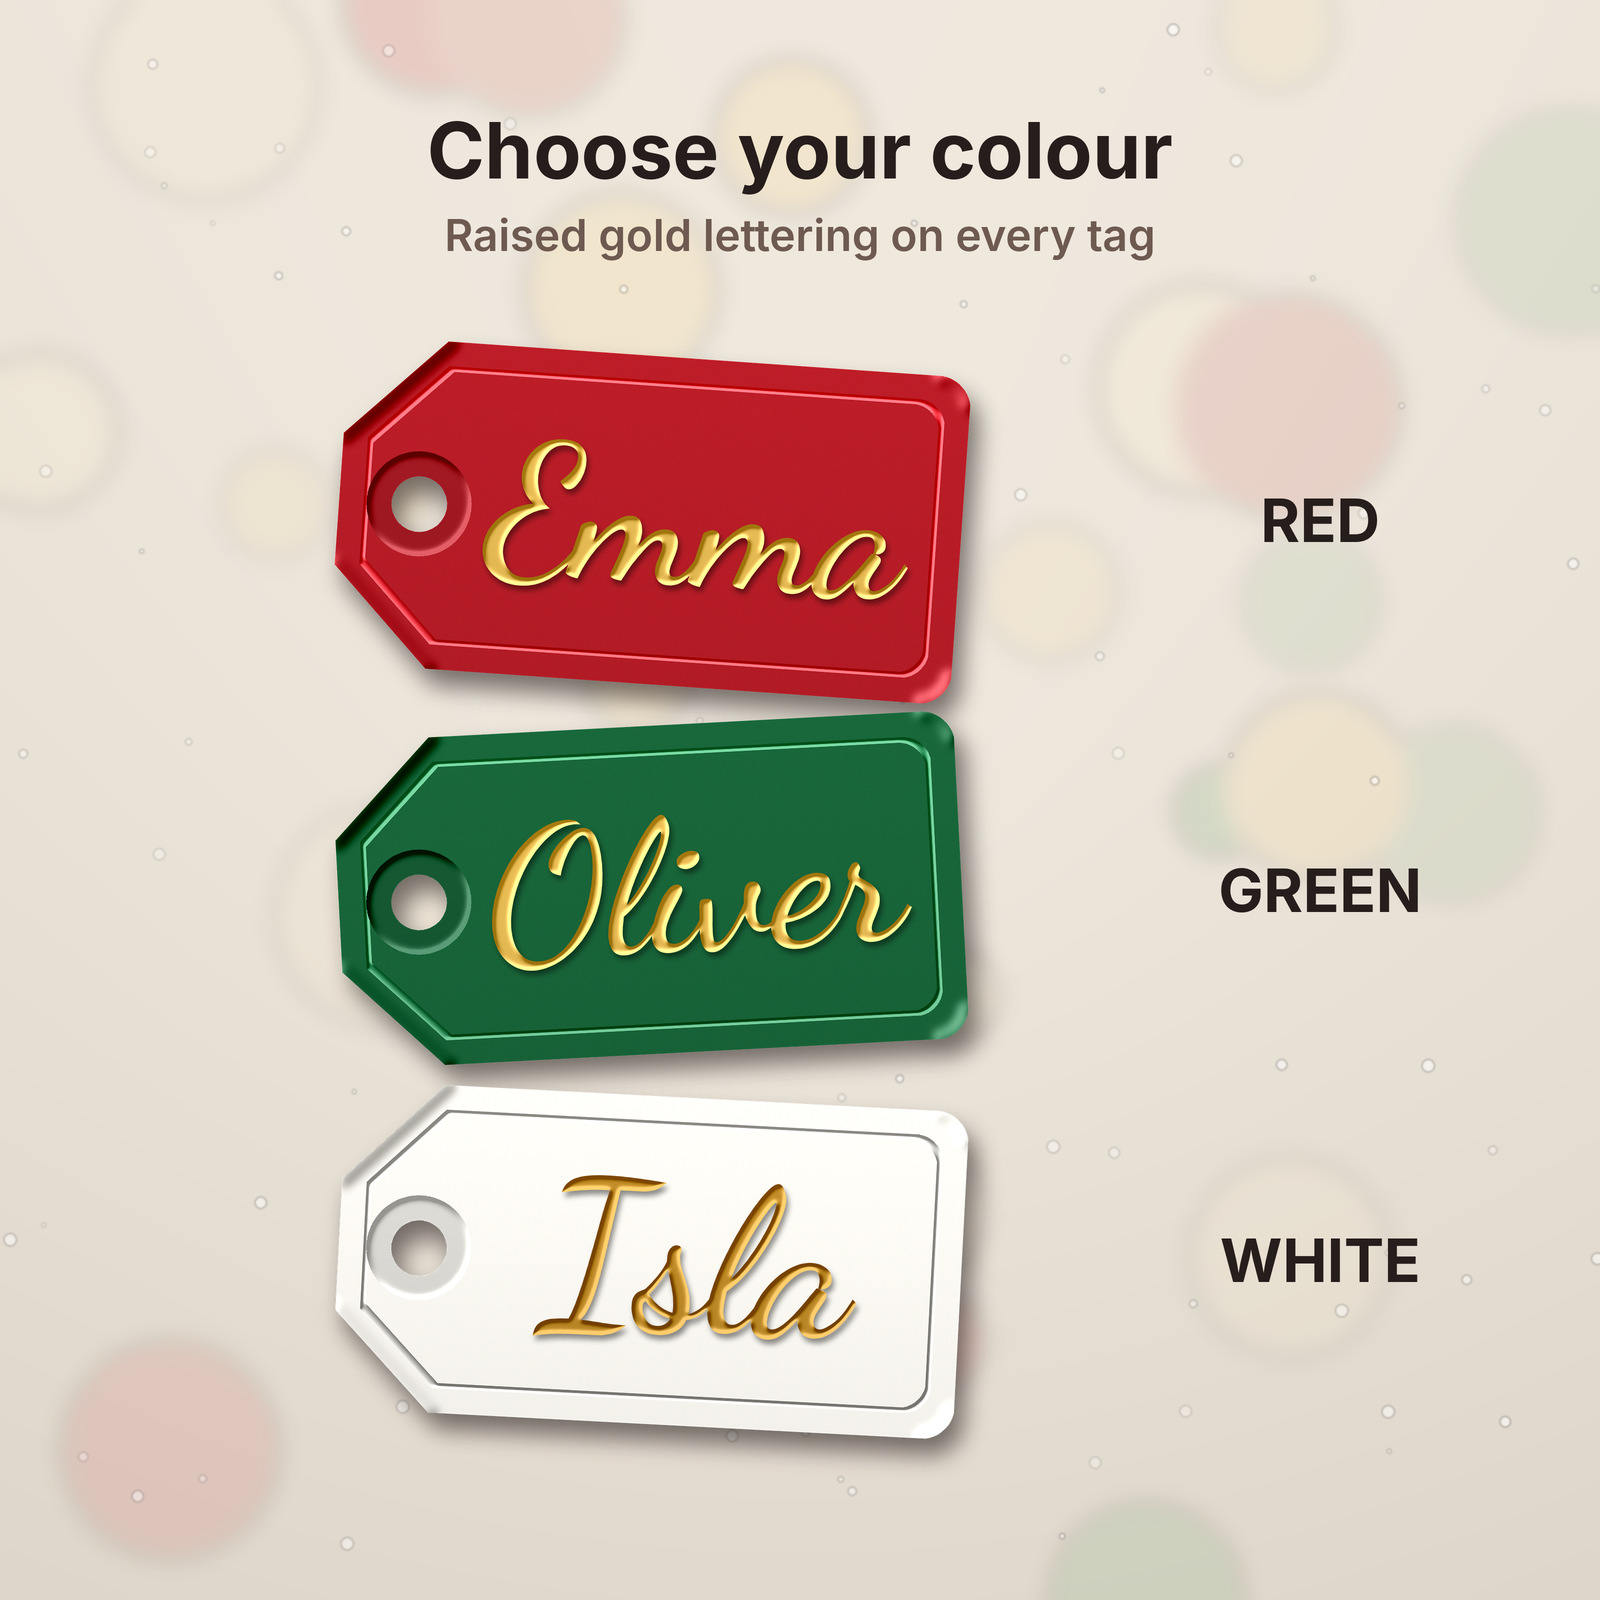 Choose your colour
Raised gold lettering on every tag
Emma
RED
Oliver
GREEN
Isla
WHITE